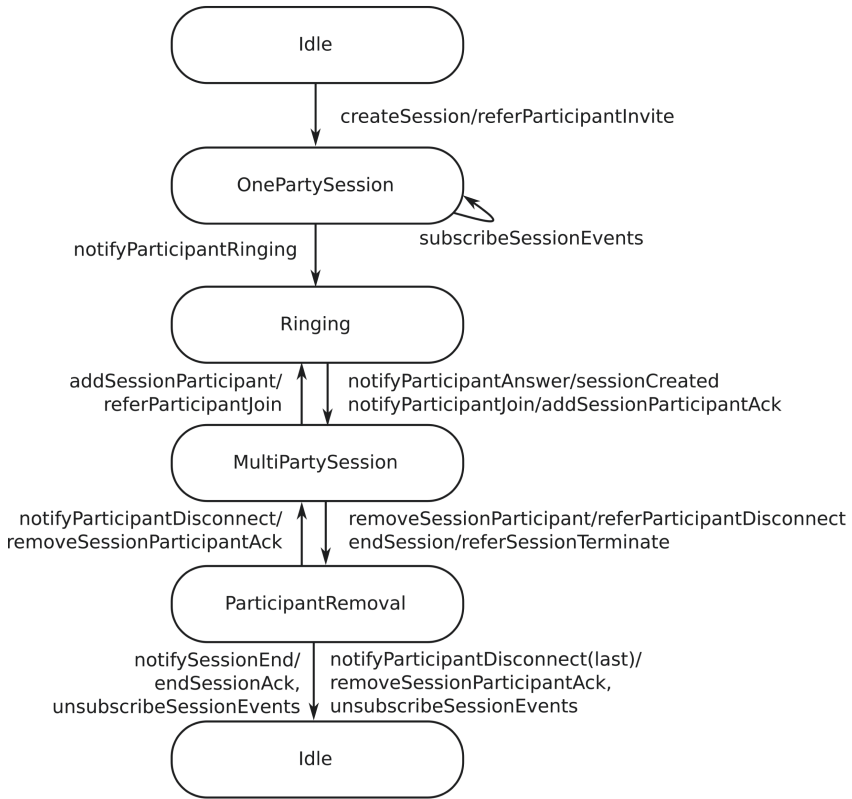 Idle
createSession/referParticipantInvite
OnePartySession
subscribeSessionEvents
notifyParticipantRinging
Ringing
addSessionParticipant/
referParticipantJoin
notifyParticipantAnswer/sessionCreated
notifyParticipantJoin/addSessionParticipantAck
MultiPartySession
notifyParticipantDisconnect/
removeSessionParticipantAck
removeSessionParticipant/referParticipantDisconnect
endSession/referSessionTerminate
ParticipantRemoval
notifySessionEnd/
endSessionAck,
unsubscribeSessionEvents
notifyParticipantDisconnect(last)/
removeSessionParticipantAck,
unsubscribeSessionEvents
Idle